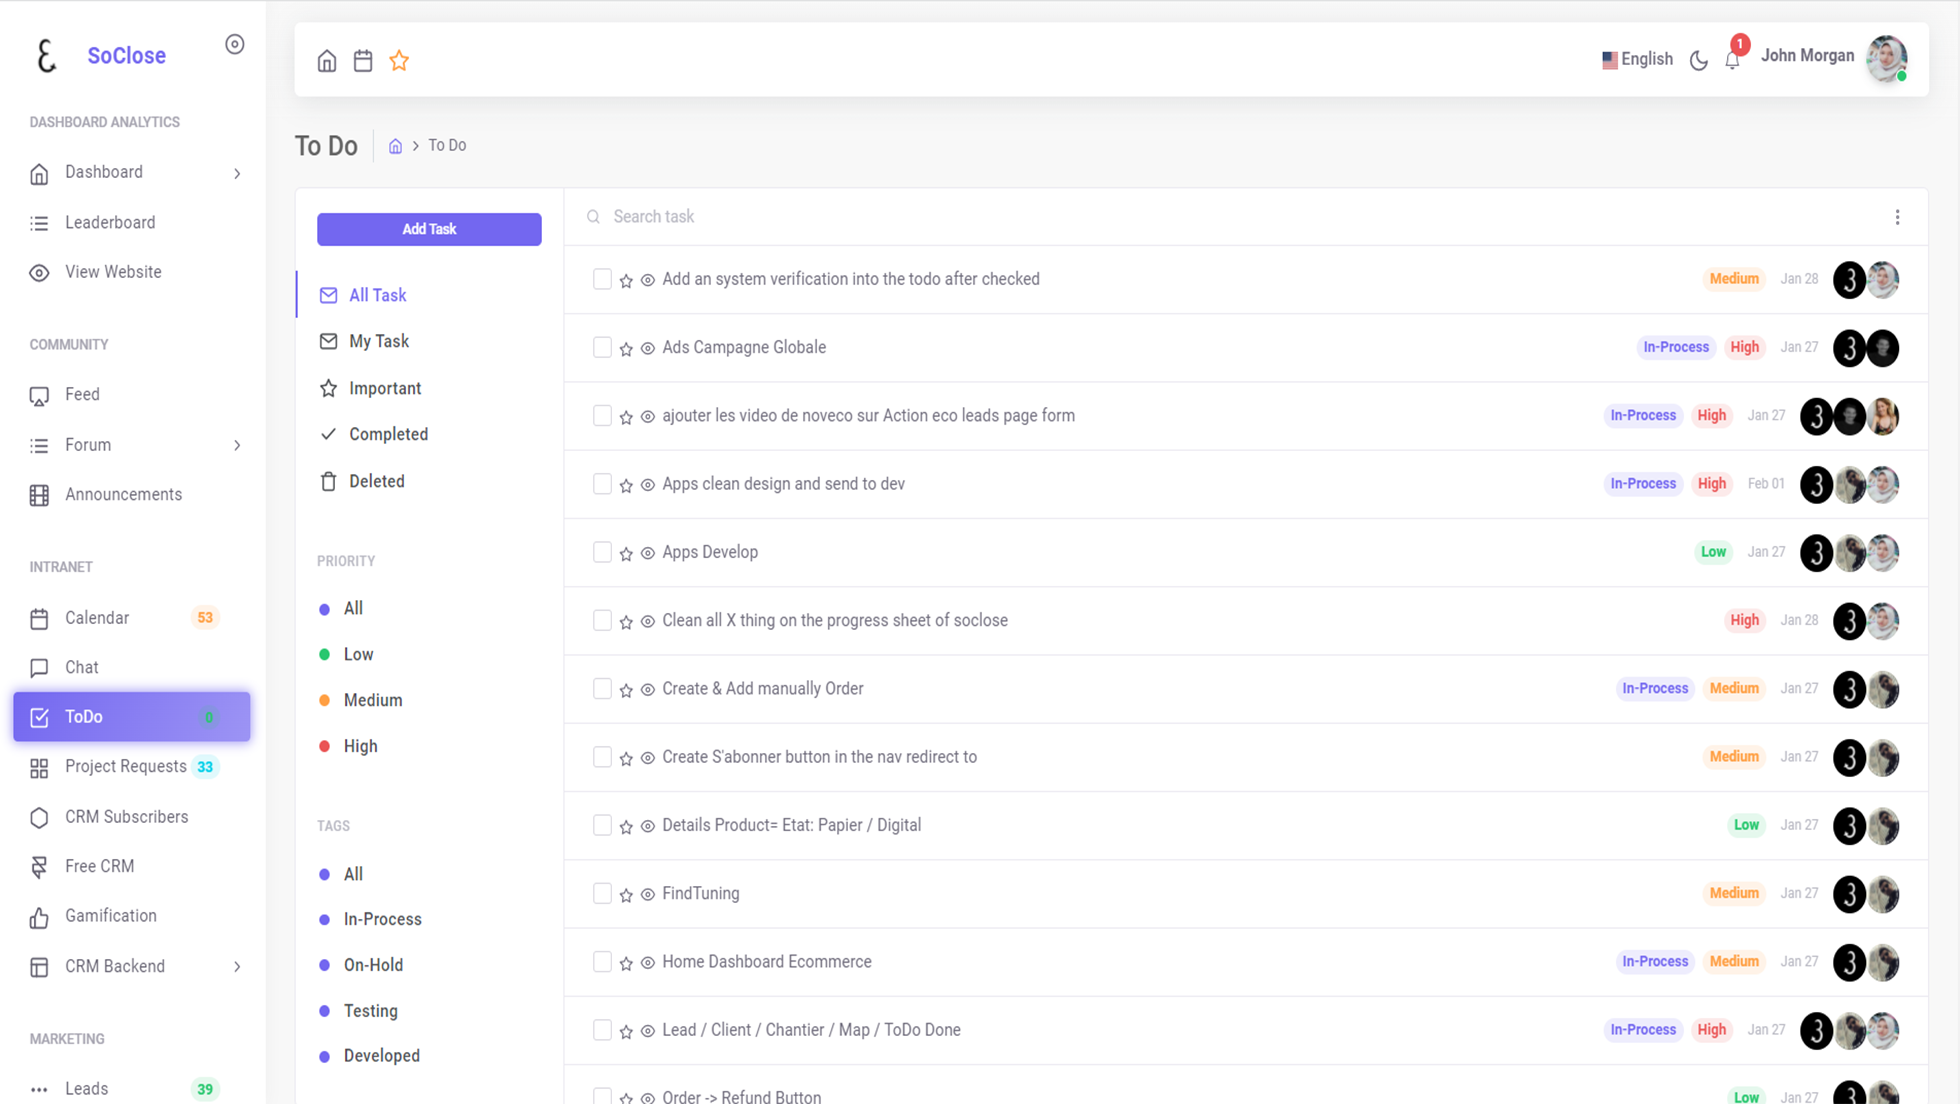 SoClose
English
1
John Morgan
DASHBOARD ANALYTICS
Dashboard
Leaderboard
View Website
COMMUNITY
Feed
Forum
Announcements
INTRANET
Calendar 53
Chat
ToDo 0
Project Requests 33
CRM Subscribers
Free CRM
Gamification
CRM Backend
MARKETING
Leads 39
To Do
To Do
Add Task
All Task
My Task
Important
Completed
Deleted
PRIORITY
All
Low
Medium
High
TAGS
All
In-Process
On-Hold
Testing
Developed
Search task
Add an system verification into the todo after checked Medium Jan 28
Ads Campagne Globale In-Process High Jan 27
ajouter les video de noveco sur Action eco leads page form In-Process High Jan 27
Apps clean design and send to dev In-Process High Feb 01
Apps Develop Low Jan 27
Clean all X thing on the progress sheet of soclose High Jan 28
Create & Add manually Order In-Process Medium Jan 27
Create S'abonner button in the nav redirect to Medium Jan 27
Details Product= Etat: Papier / Digital Low Jan 27
FindTuning Medium Jan 27
Home Dashboard Ecommerce In-Process Medium Jan 27
Lead / Client / Chantier / Map / ToDo Done In-Process High Jan 27
Order -> Refund Button Low Jan 27